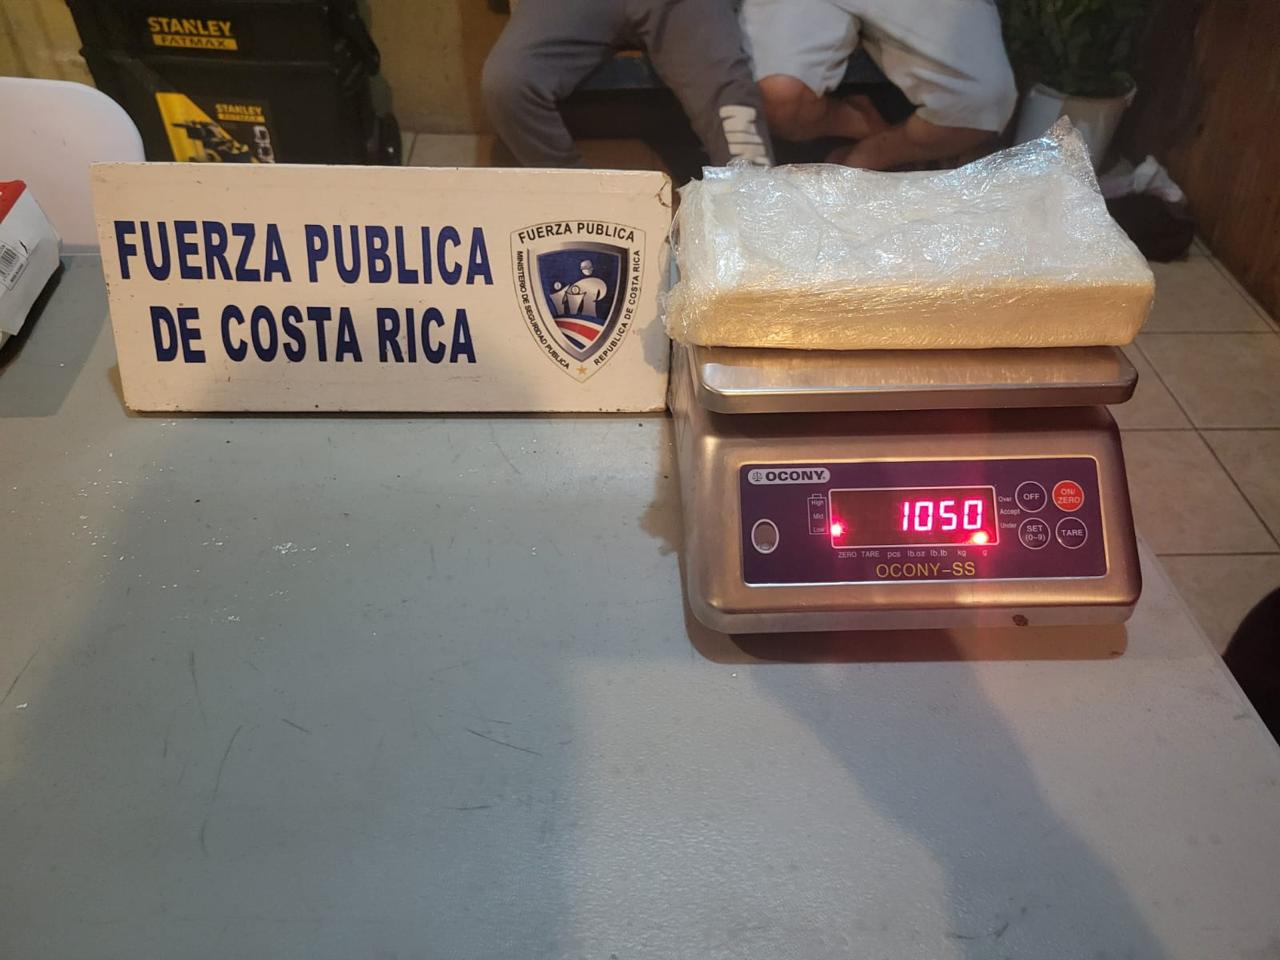 STANLEY
FATMAX
STANLEY
FATMAX
FUERZA PUBLICA
DE COSTA RICA
FUERZA PUBLICA
MINISTERIO DE SEGURIDAD PUBLICA
REPUBLICA DE COSTA RICA
OCONY
High
Mid
Low
1050
Over
Accept
Under
OFF
ON/
ZERO
SET
(0~9)
TARE
ZERO TARE pcs lb.oz lb.lb kg g
OCONY-SS